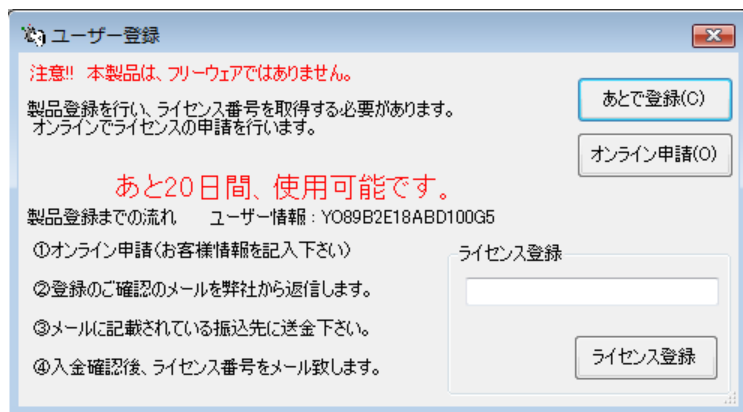 ユーザー登録
注意!! 本製品は、フリーウェアではありません。
あとで登録(C)
製品登録を行い、ライセンス番号を取得する必要があります。
オンラインでライセンスの申請を行います。
オンライン申請(O)
あと20日間、使用可能です。
製品登録までの流れ ユーザー情報:YO89B2E18ABD100G5
①オンライン申請(お客様情報を記入下さい)
ライセンス登録
②登録のご確認のメールを弊社から返信します。
③メールに記載されている振込先に送金下さい。
④入金確認後、ライセンス番号をメール致します。
ライセンス登録